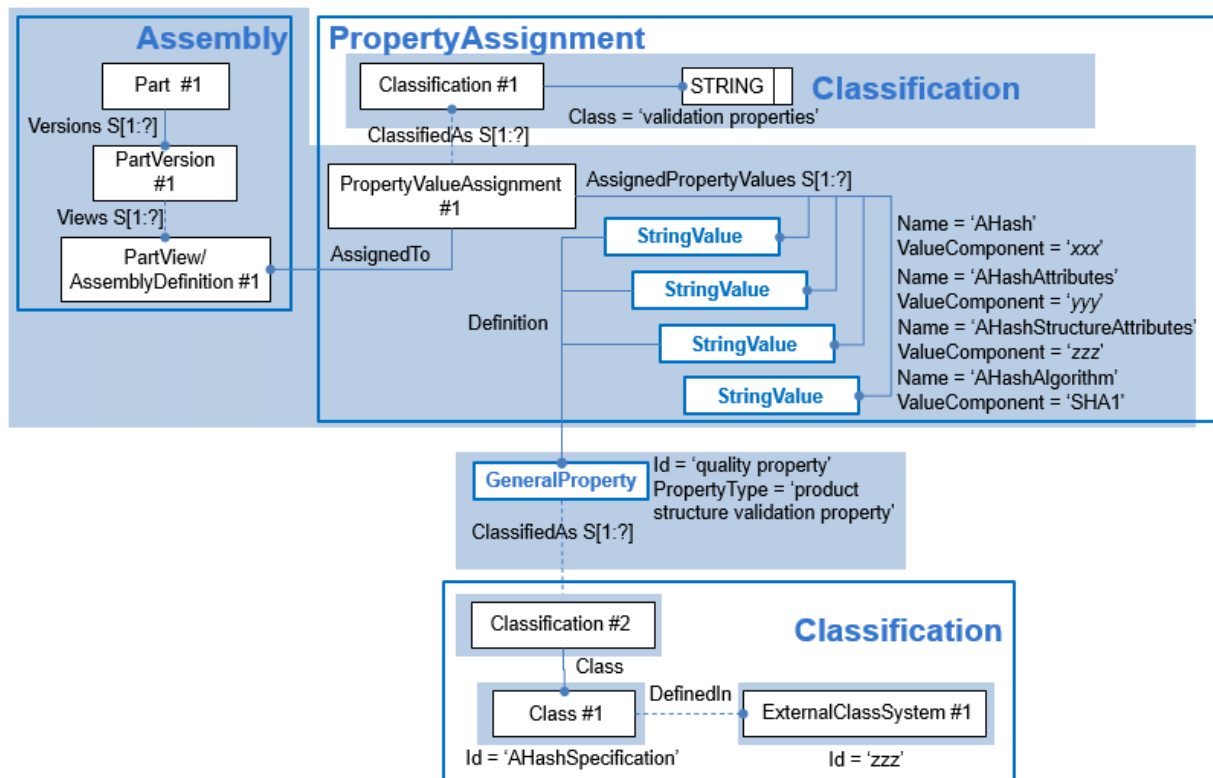 Assembly
Part #1
Versions S[1:?]
PartVersion
#1
Views S[1:?]
PartView/
AssemblyDefinition #1
PropertyAssignment
Classification #1
STRING
Classification
Class = ‘validation properties’
ClassifiedAs S[1:?]
PropertyValueAssignment
#1
AssignedPropertyValues S[1:?]
AssignedTo
StringValue
Name = ‘AHash’
ValueComponent = ‘xxx’
StringValue
Name = ‘AHashAttributes’
ValueComponent = ‘yyy’
Definition
StringValue
Name = ‘AHashStructureAttributes’
ValueComponent = ‘zzz’
StringValue
Name = ‘AHashAlgorithm’
ValueComponent = ‘SHA1’
GeneralProperty
Id = ‘quality property’
PropertyType = ‘product
structure validation property’
ClassifiedAs S[1:?]
Classification #2
Classification
Class
Class #1
DefinedIn
ExternalClassSystem #1
Id = ‘AHashSpecification’
Id = ‘zzz’